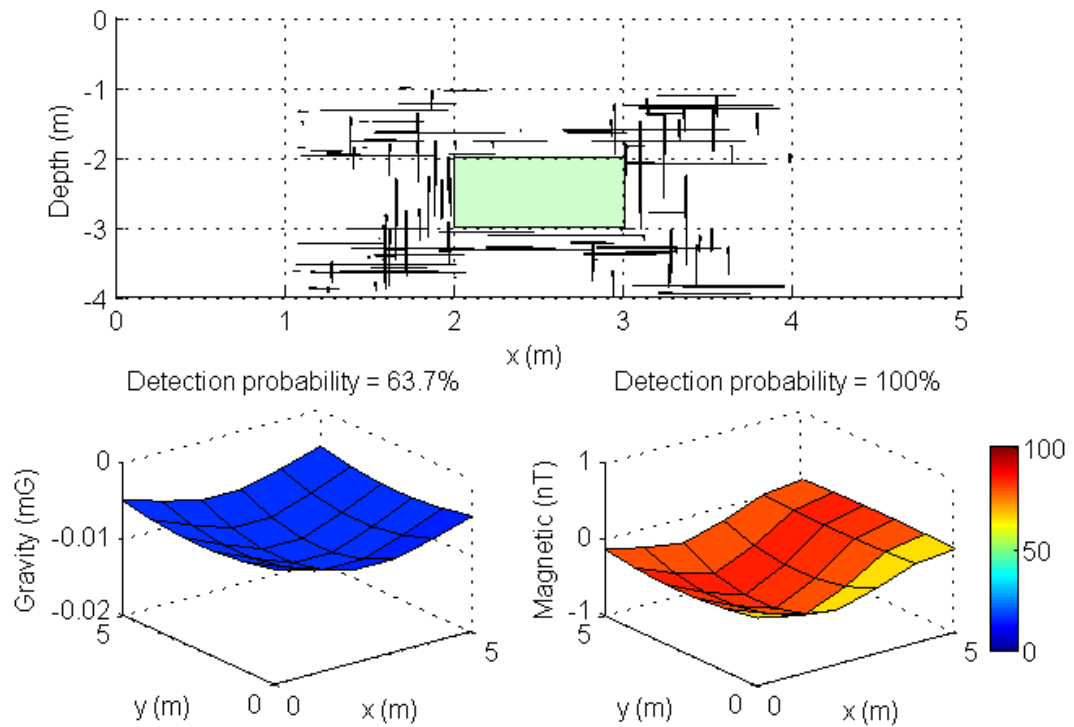 0
-1
-2
-3
-4
Depth (m)
0 1 2 3 4 5
x (m)
Detection probability = 63.7%
Detection probability = 100%
0
-0.01
-0.02
Gravity (mG)
5
0
y (m)
0
5
x (m)
1
0
-1
Magnetic (nT)
5
0
y (m)
0
5
x (m)
100
50
0